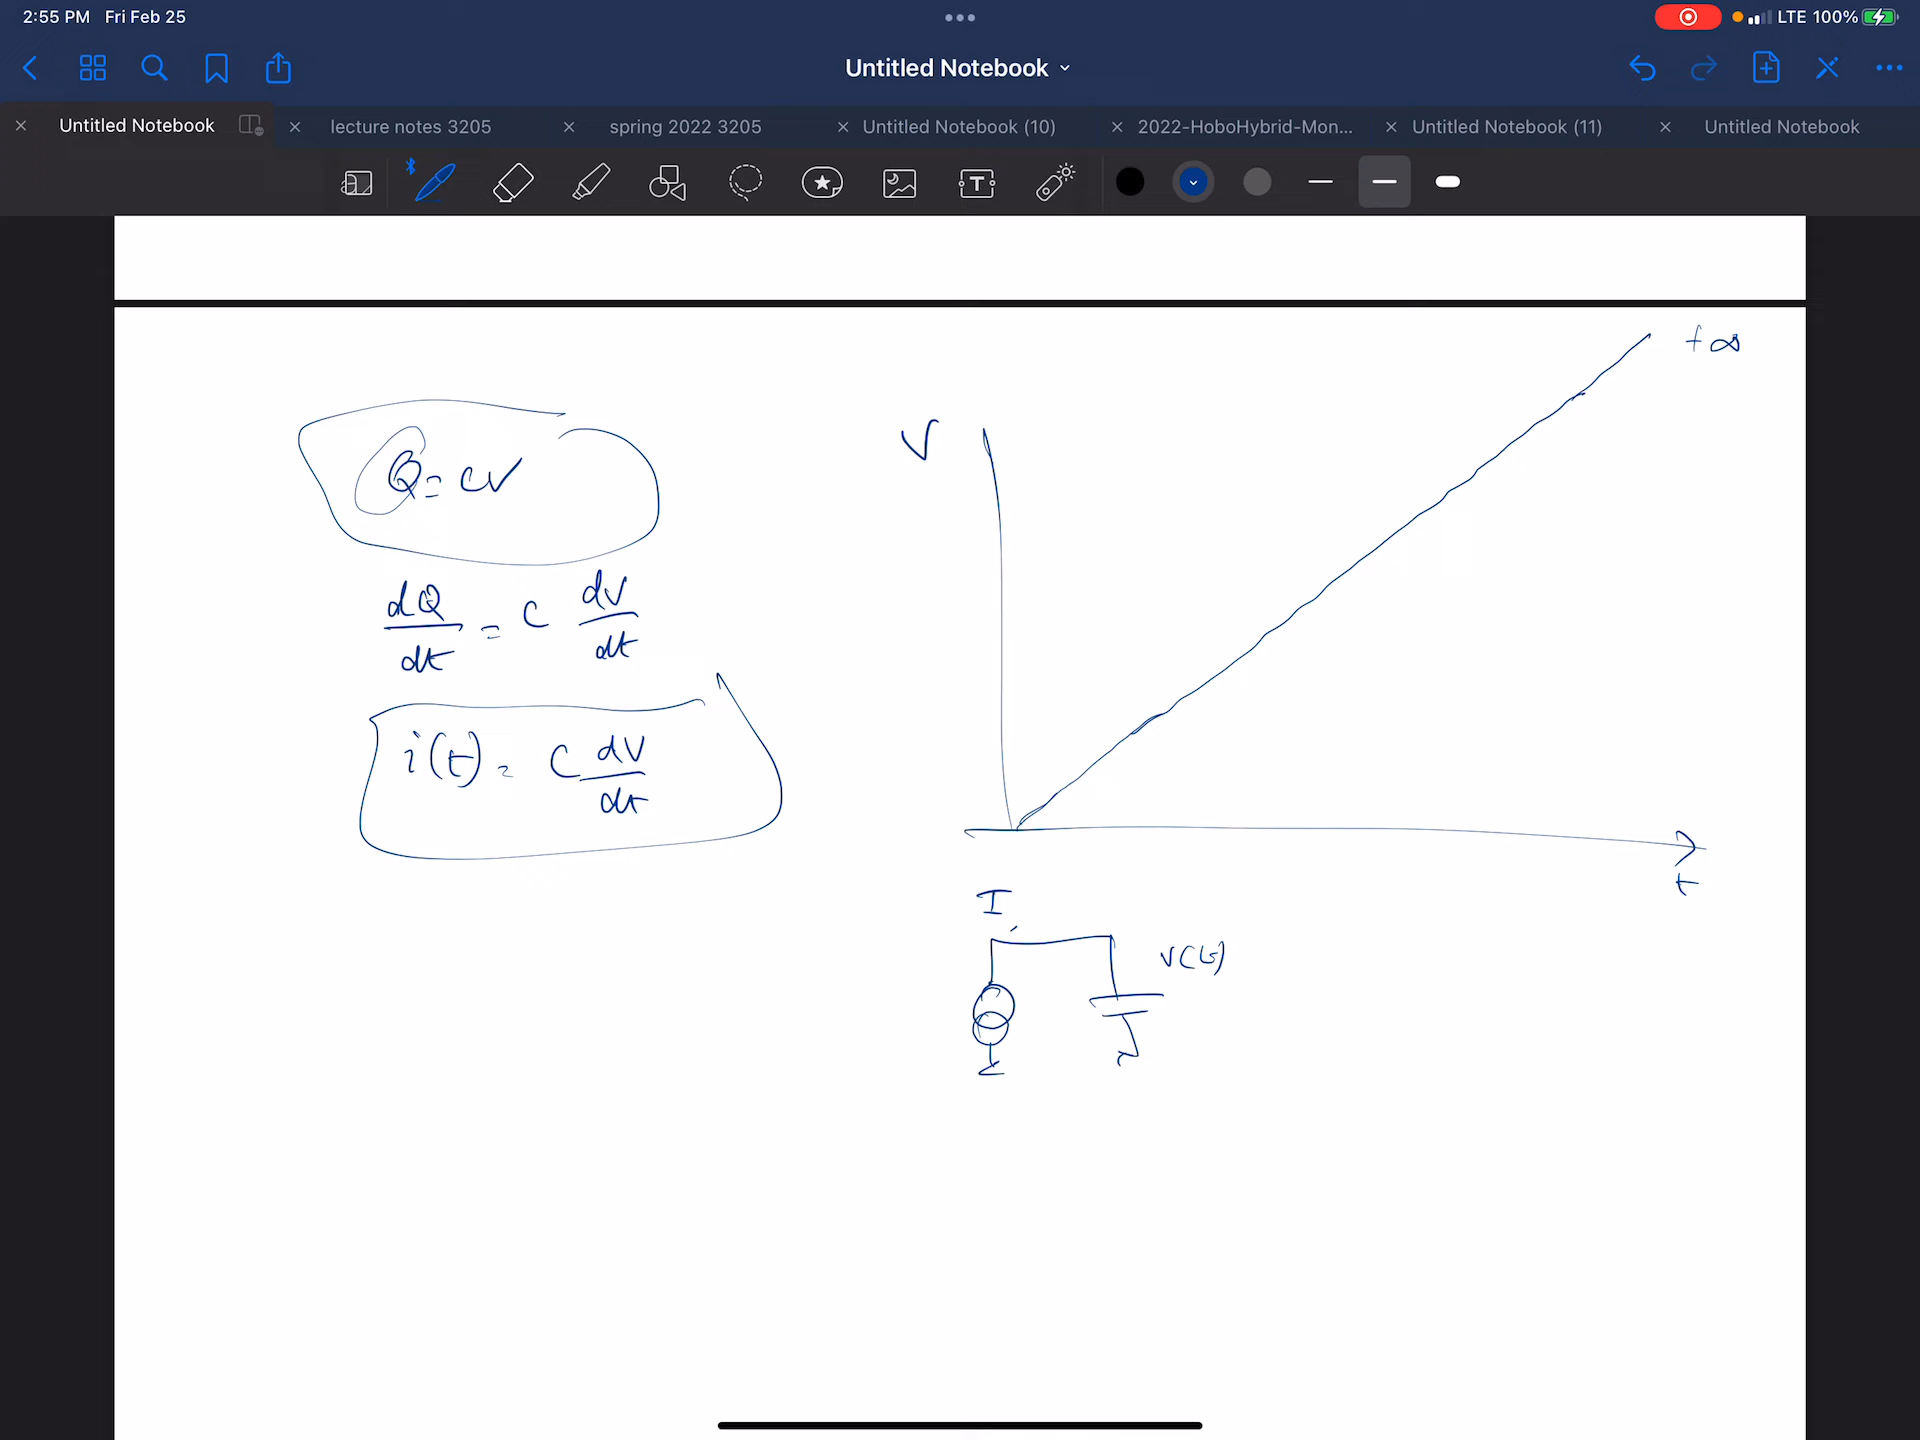 2:55 PM Fri Feb 25
LTE 100%
Untitled Notebook
Untitled Notebook
lecture notes 3205
spring 2022 3205
Untitled Notebook (10)
2022-HoboHybrid-Mon...
Untitled Notebook (11)
Untitled Notebook
T
+∞
V
Q = CV
dQ/dt = C dV/dt
i(t) = C dV/dt
t
I
V(t)